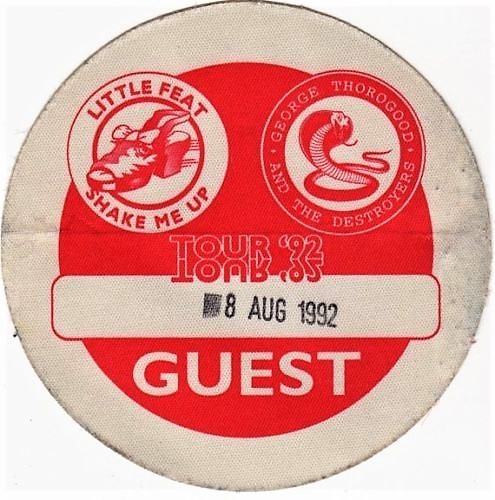 LITTLE FEAT
SHAKE ME UP
GEORGE THOROGOOD
AND THE DESTROYERS
TOUR '92
TOUR '92
8 AUG 1992
GUEST